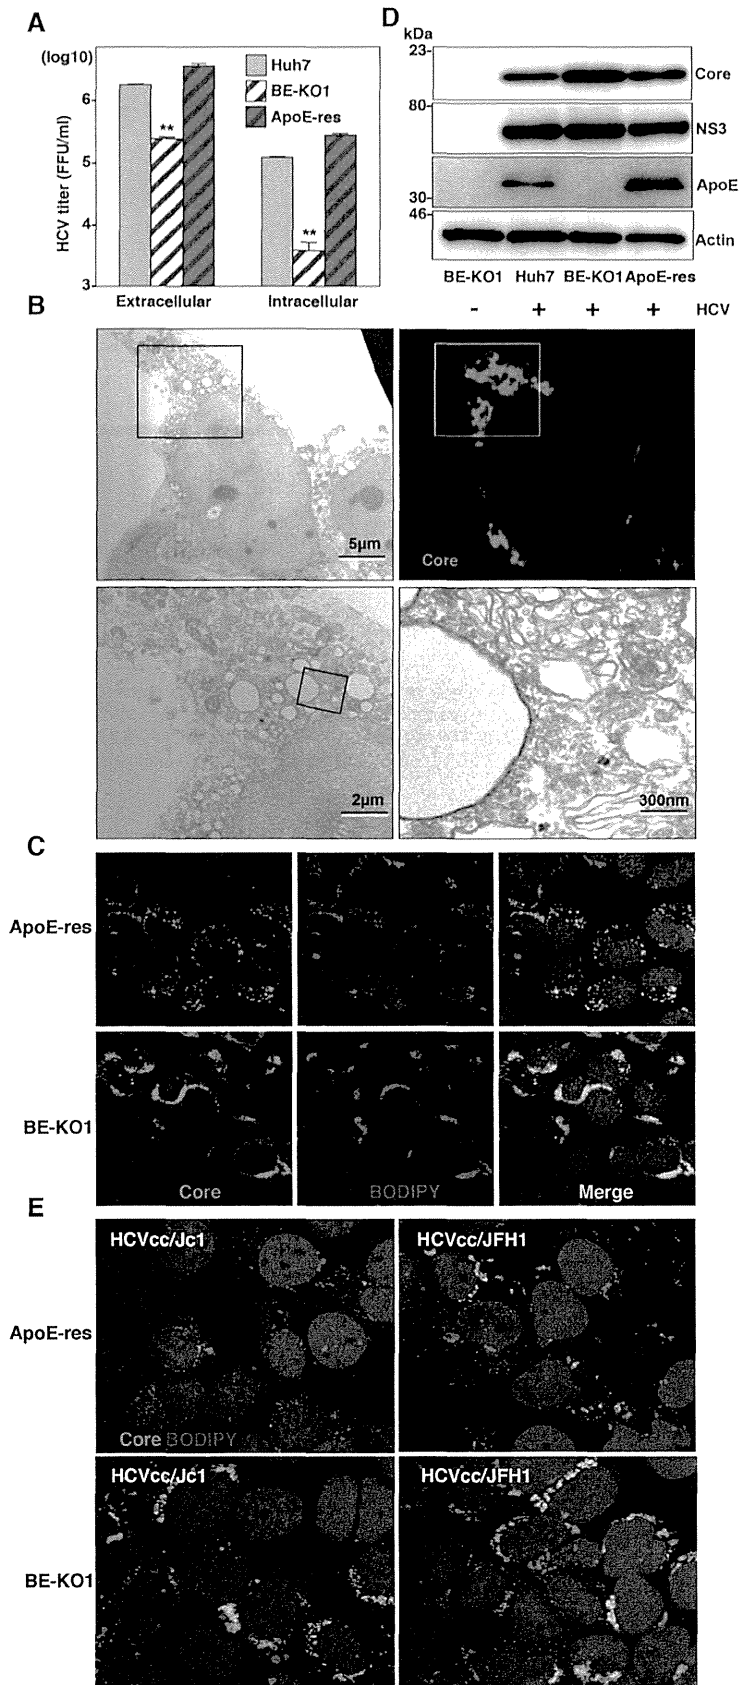 A
(log10)
HCV titer (FFU/ml)
6
5
4
3
Huh7
BE-KO1
ApoE-res
**
**
Extracellular Intracellular
D
kDa
23-
80-
30-
46-
Core
NS3
ApoE
Actin
BE-KO1 Huh7 BE-KO1 ApoE-res
- + + + HCV
B
5μm
Core
2μm
300nm
C
ApoE-res
BE-KO1
Core BODIPY Merge
E
HCVcc/Jc1 HCVcc/JFH1
ApoE-res
Core BODIPY
HCVcc/Jc1 HCVcc/JFH1
BE-KO1